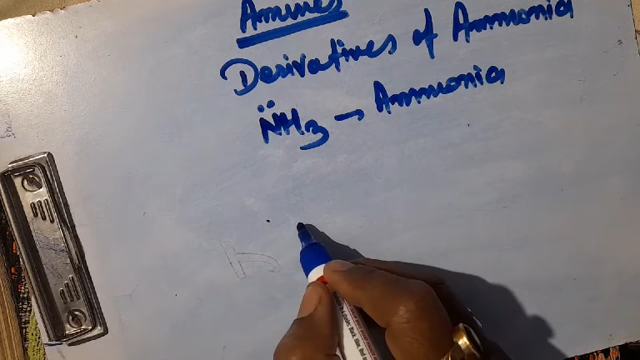 Amines
Derivatives of Ammonia
N̈H₃ → Ammonia